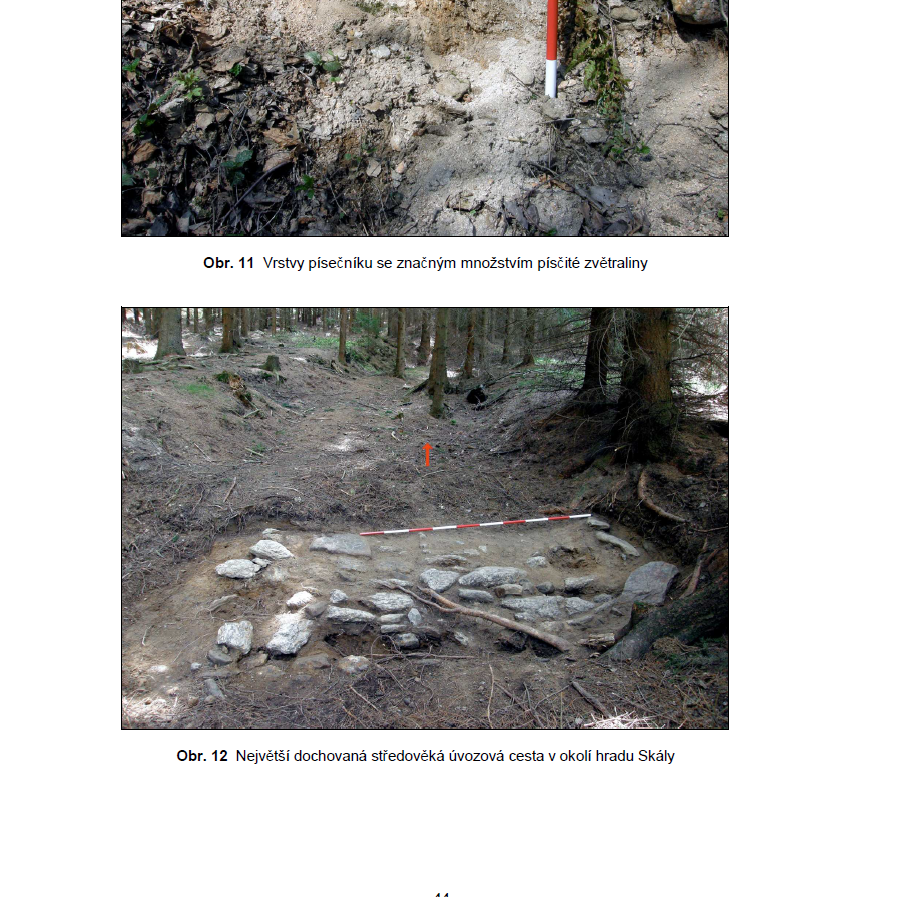 Obr. 11 Vrstvy písečníku se značným množstvím písčité zvětraliny
Obr. 12 Největší dochovaná středověká úvozová cesta v okolí hradu Skály